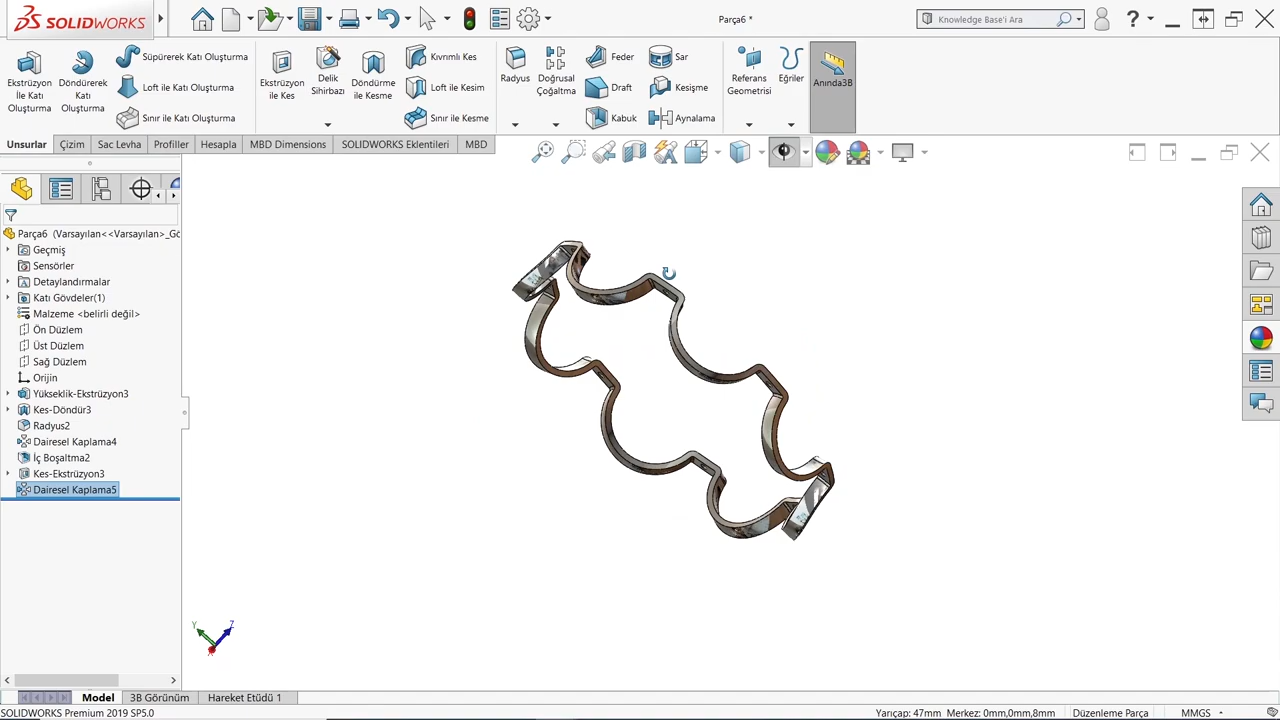 SOLIDWORKS
Parça6 *
Knowledge Base'i Ara
?
Ekstrüzyon
ile Katı
Oluşturma
Döndürerek
Katı
Oluşturma
Süpürerek Katı Oluşturma
Loft ile Katı Oluşturma
Sınır ile Katı Oluşturma
Ekstrüzyon
ile Kes
Delik
Sihirbazı
Döndürme
ile Kesme
Kıvrımlı Kes
Loft ile Kesim
Sınır ile Kesme
Radyus
Doğrusal
Çoğaltma
Feder
Draft
Kabuk
Sar
Kesişme
Aynalama
Referans
Geometrisi
Eğriler
Anında3B
Unsurlar
Çizim
Sac Levha
Profiller
Hesapla
MBD Dimensions
SOLIDWORKS Eklentileri
MBD
Parça6 (Varsayılan<<Varsayılan>_Gö
Geçmiş
Sensörler
Detaylandırmalar
Katı Gövdeler(1)
Malzeme <belirli değil>
Ön Düzlem
Üst Düzlem
Sağ Düzlem
Orijin
Yükseklik-Ekstrüzyon3
Kes-Döndür3
Radyus2
Dairesel Kaplama4
İç Boşaltma2
Kes-Ekstrüzyon3
Dairesel Kaplama5
Y
Z
Model
3B Görünüm
Hareket Etüdü 1
SOLIDWORKS Premium 2019 SP5.0
Yarıçap: 47mm Merkez: 0mm,0mm,8mm
Düzenleme Parça
MMGS